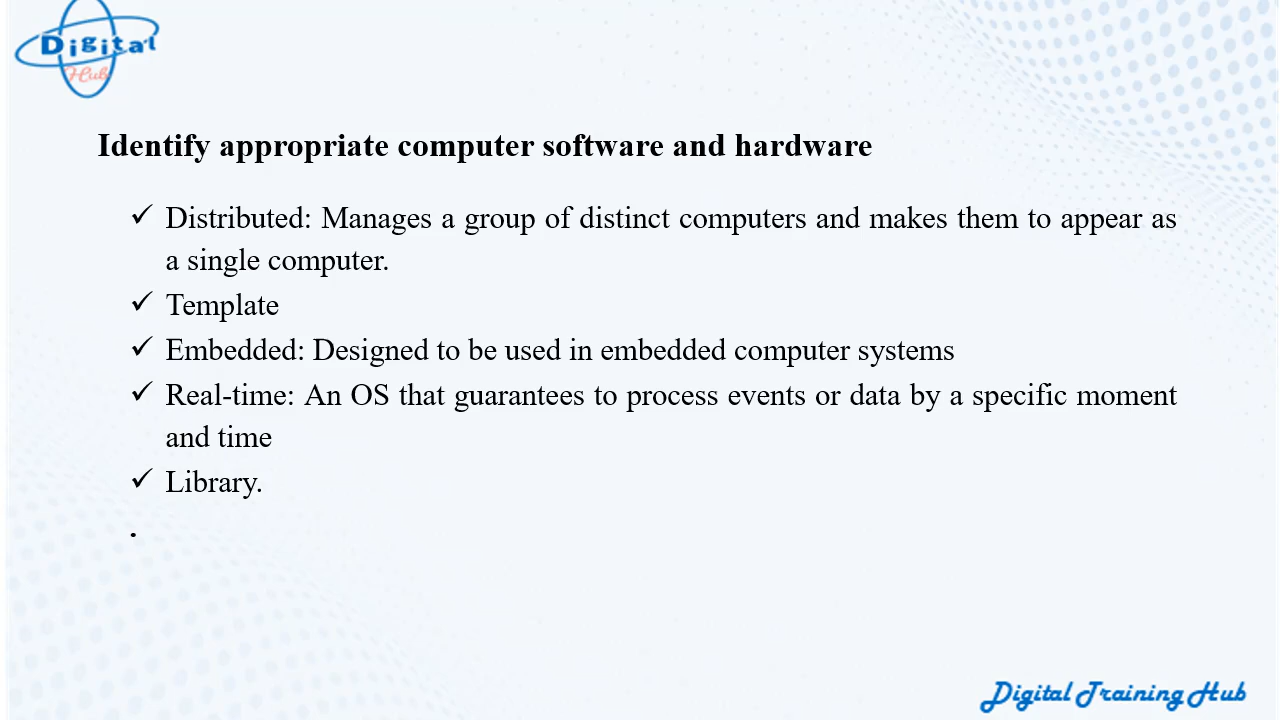 Digital
Hub
Identify appropriate computer software and hardware
✓ Distributed: Manages a group of distinct computers and makes them to appear as
a single computer.
✓ Template
✓ Embedded: Designed to be used in embedded computer systems
✓ Real-time: An OS that guarantees to process events or data by a specific moment
and time
✓ Library.
.
Digital Training Hub